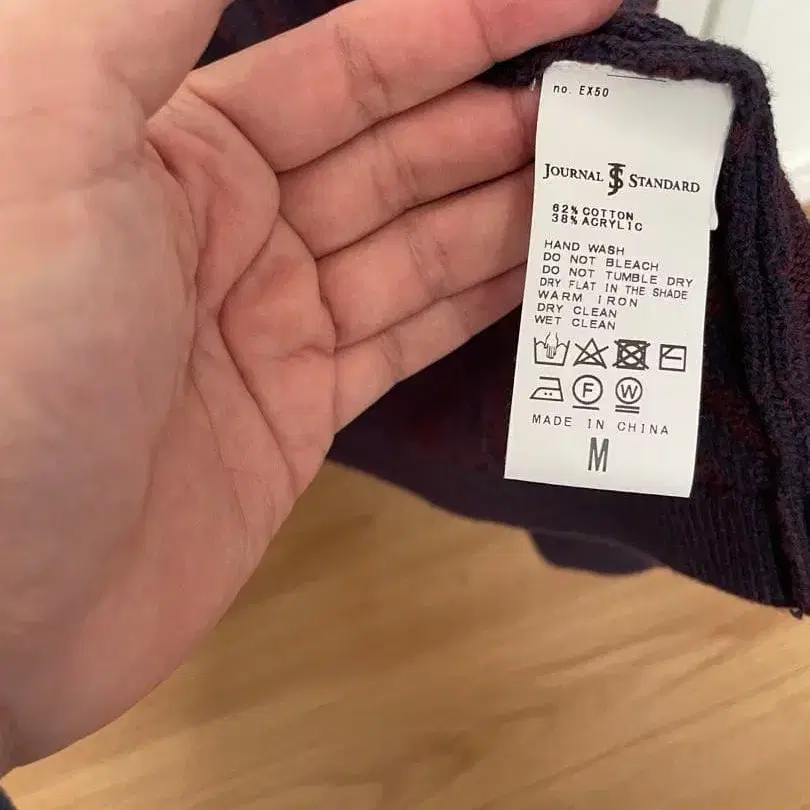 no. EX50
JOURNAL JS STANDARD
62% COTTON
38% ACRYLIC
HAND WASH
DO NOT BLEACH
DO NOT TUMBLE DRY
DRY FLAT IN THE SHADE
WARM IRON
DRY CLEAN
WET CLEAN
F W
MADE IN CHINA
M